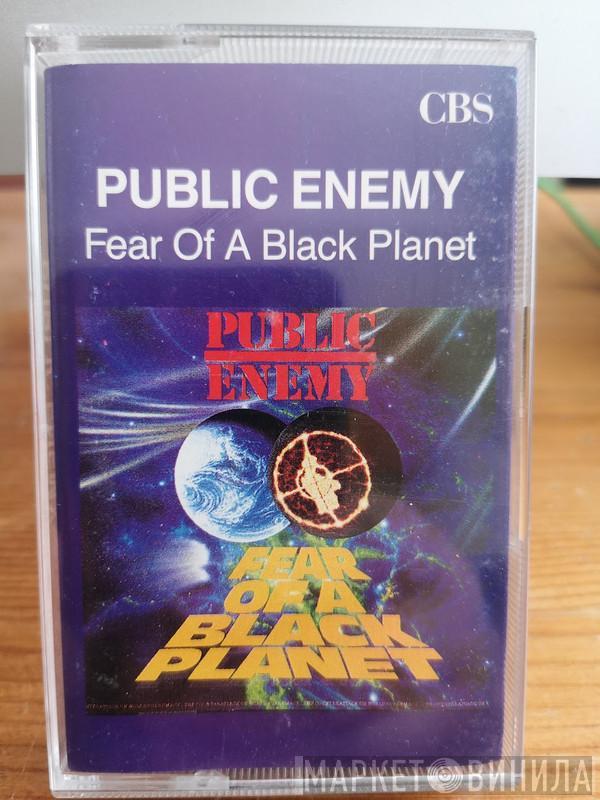 CBS
PUBLIC ENEMY
Fear Of A Black Planet
PUBLIC
ENEMY
FEAR
OF A
BLACK
PLANET
МАРКЕТ ВИНИЛА